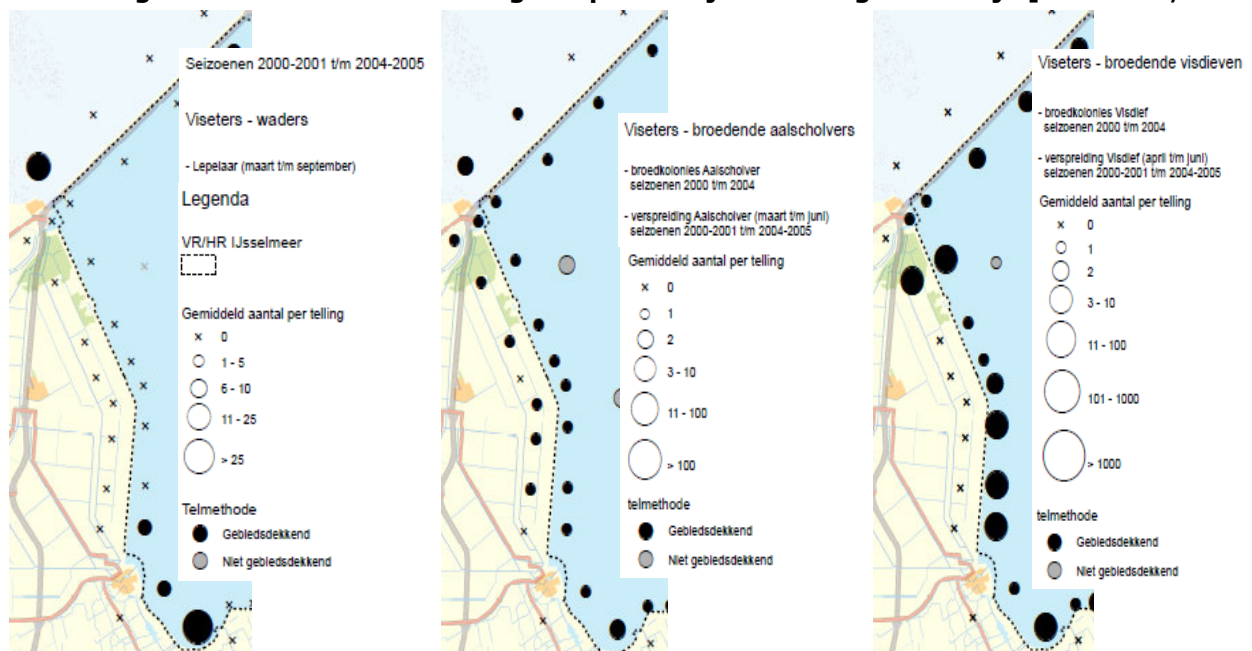 Seizoenen 2000-2001 t/m 2004-2005
Viseters - waders
- Lepelaar (maart t/m september)
Legenda
VR/HR IJsselmeer
Gemiddeld aantal per telling
0
1 - 5
6 - 10
11 - 25
> 25
Telmethode
Gebiedsdekkend
Niet gebiedsdekkend
Viseters - broedende aalscholvers
- broedkolonies Aalscholver
seizoenen 2000 t/m 2004
- verspreiding Aalscholver (maart t/m juni)
seizoenen 2000-2001 t/m 2004-2005
Gemiddeld aantal per telling
0
1
2
3 - 10
11 - 100
> 100
telmethode
Gebiedsdekkend
Niet gebiedsdekkend
Viseters - broedende visdieven
- broedkolonies Visdief
seizoenen 2000 t/m 2004
- verspreiding Visdief (april t/m juni)
seizoenen 2000-2001 t/m 2004-2005
Gemiddeld aantal per telling
0
1
2
3 - 10
11 - 100
101 - 1000
> 1000
telmethode
Gebiedsdekkend
Niet gebiedsdekkend